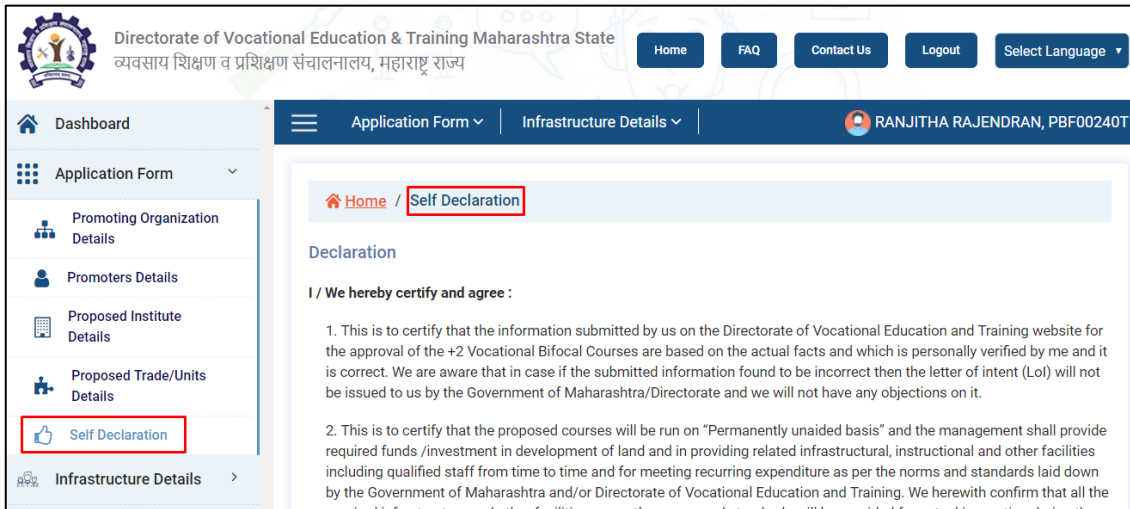 Directorate of Vocational Education & Training Maharashtra State
व्यवसाय शिक्षण व प्रशिक्षण संचालनालय, महाराष्ट्र राज्य
Home
FAQ
Contact Us
Logout
Select Language
Dashboard
Application Form
Infrastructure Details
RANJITHA RAJENDRAN, PBF00240T
Application Form
Promoting Organization
Details
Promoters Details
Proposed Institute
Details
Proposed Trade/Units
Details
Self Declaration
Infrastructure Details
Home / Self Declaration
Declaration
I / We hereby certify and agree :
1. This is to certify that the information submitted by us on the Directorate of Vocational Education and Training website for
the approval of the +2 Vocational Bifocal Courses are based on the actual facts and which is personally verified by me and it
is correct. We are aware that in case if the submitted information found to be incorrect then the letter of intent (LoI) will not
be issued to us by the Government of Maharashtra/Directorate and we will not have any objections on it.
2. This is to certify that the proposed courses will be run on “Permanently unaided basis” and the management shall provide
required funds /investment in development of land and in providing related infrastructural, instructional and other facilities
including qualified staff from time to time and for meeting recurring expenditure as per the norms and standards laid down
by the Government of Maharashtra and/or Directorate of Vocational Education and Training. We herewith confirm that all the